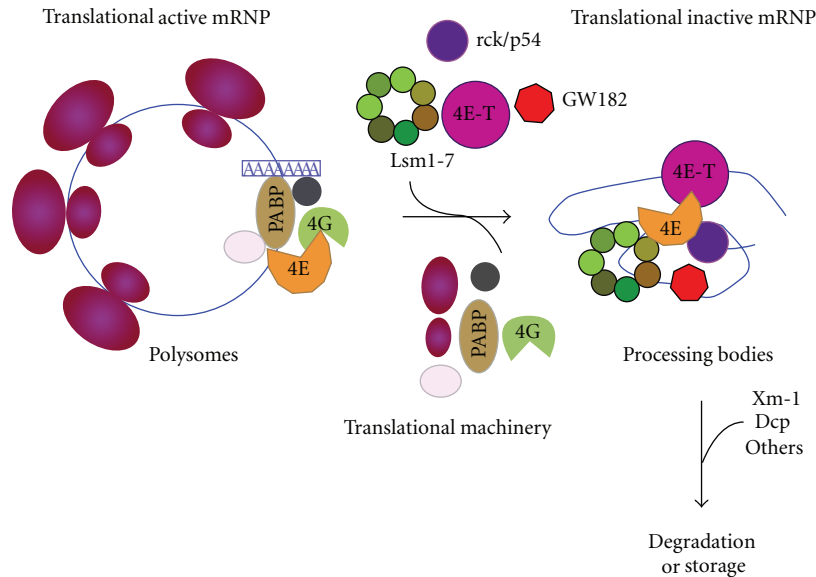 Translational active mRNP
Translational inactive mRNP
rck/p54
4E-T
GW182
Lsm1-7
AAAAAAAA
PABP
4G
4E
Polysomes
PABP
4G
Translational machinery
4E-T
4E
Processing bodies
Xm-1
Dcp
Others
Degradation
or storage